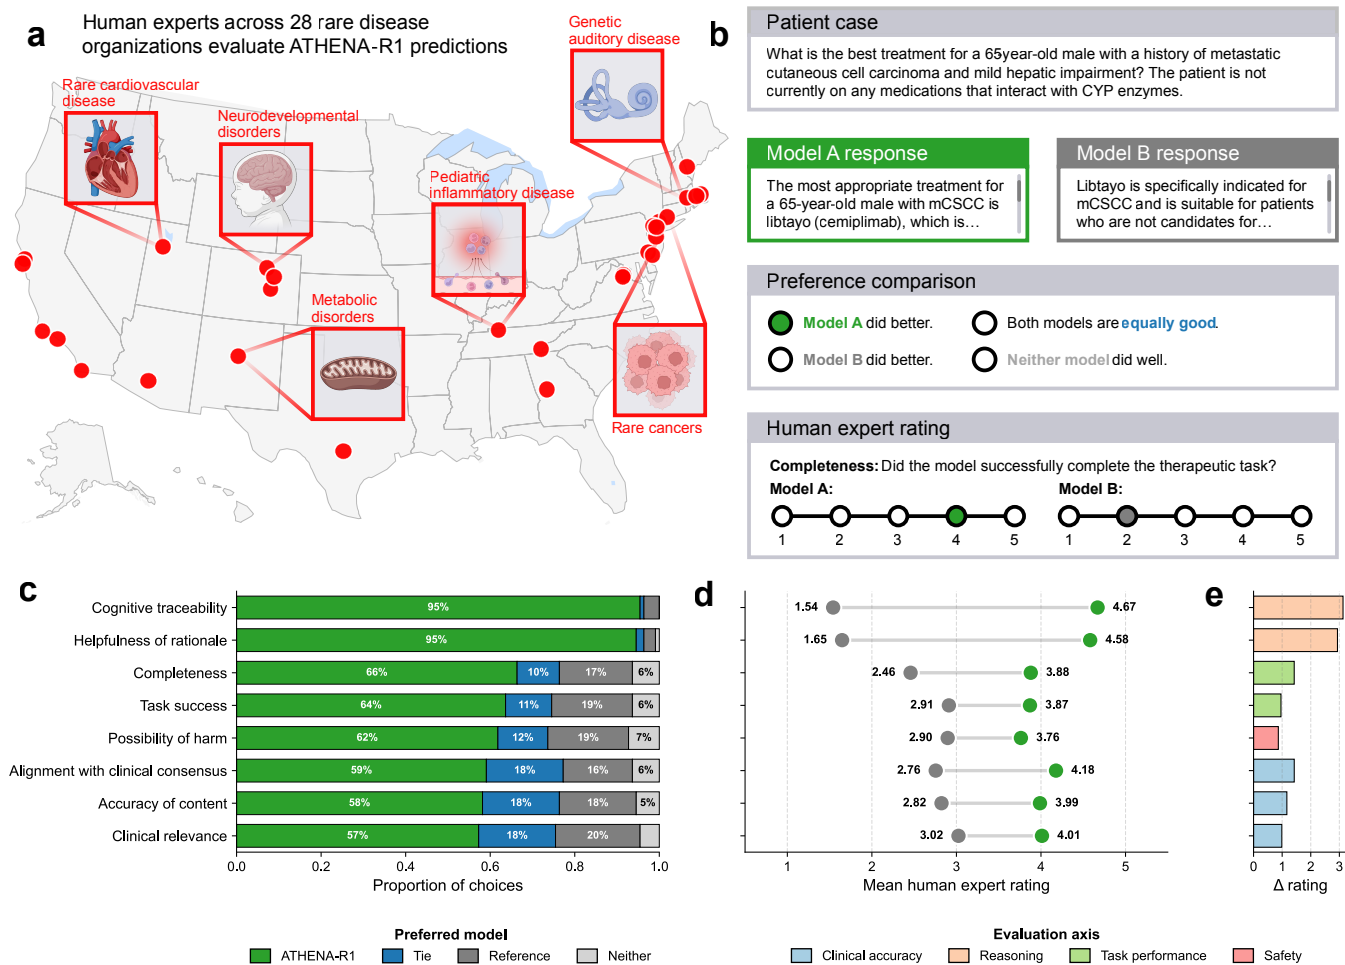 a
Human experts across 28 rare disease
organizations evaluate ATHENA-R1 predictions
Rare cardiovascular
disease
Neurodevelopmental
disorders
Genetic
auditory disease
Pediatric
inflammatory disease
Metabolic
disorders
Rare cancers
b
Patient case
What is the best treatment for a 65year-old male with a history of metastatic
cutaneous cell carcinoma and mild hepatic impairment? The patient is not
currently on any medications that interact with CYP enzymes.
Model A response
The most appropriate treatment for
a 65-year-old male with mCSCC is
libtayo (cemiplimab), which is…
Model B response
Libtayo is specifically indicated for
mCSCC and is suitable for patients
who are not candidates for…
Preference comparison
Model A did better.
Both models are equally good.
Model B did better.
Neither model did well.
Human expert rating
Completeness: Did the model successfully complete the therapeutic task?
Model A:
1 2 3 4 5
Model B:
1 2 3 4 5
c
Cognitive traceability 95%
Helpfulness of rationale 95%
Completeness 66% 10% 17% 6%
Task success 64% 11% 19% 6%
Possibility of harm 62% 12% 19% 7%
Alignment with clinical consensus 59% 18% 16% 6%
Accuracy of content 58% 18% 18% 5%
Clinical relevance 57% 18% 20%
0.0 0.2 0.4 0.6 0.8 1.0
Proportion of choices
Preferred model
ATHENA-R1 Tie Reference Neither
d
1.54 4.67
1.65 4.58
2.46 3.88
2.91 3.87
2.90 3.76
2.76 4.18
2.82 3.99
3.02 4.01
1 2 3 4 5
Mean human expert rating
e
0 1 2 3
Δ rating
Evaluation axis
Clinical accuracy Reasoning Task performance Safety